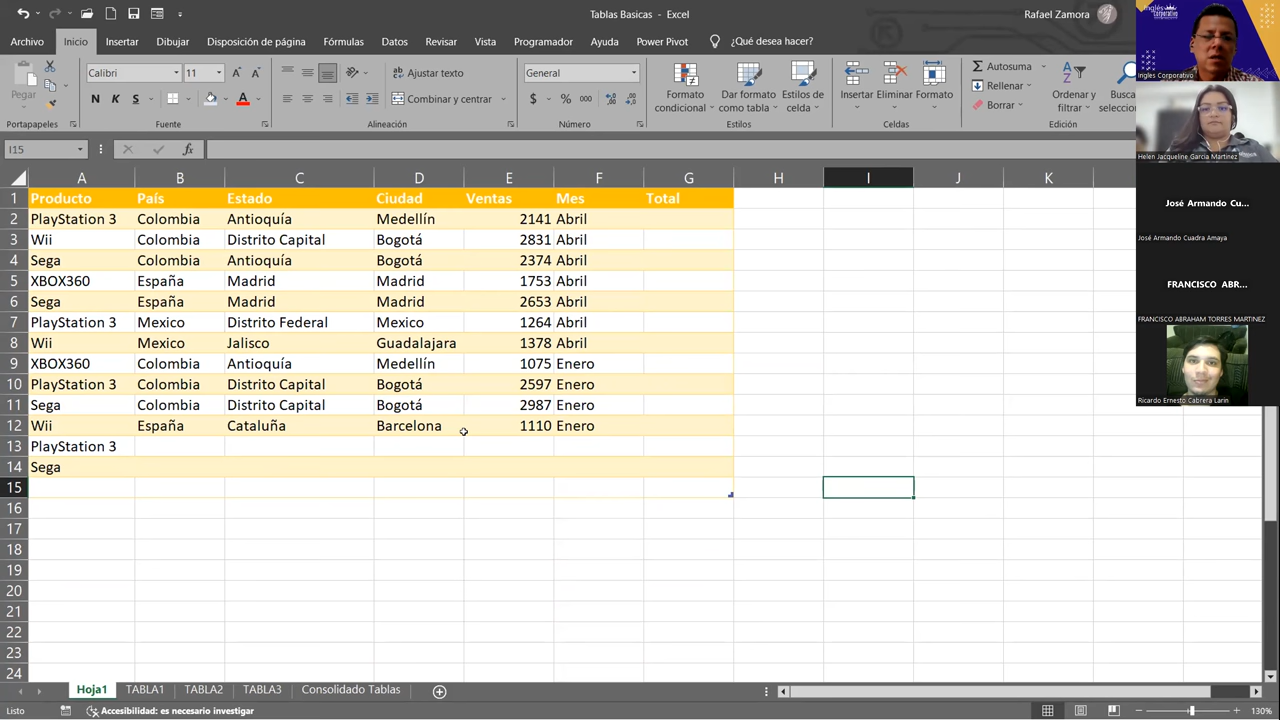 Tablas Basicas - Excel
Rafael Zamora
Archivo Inicio Insertar Dibujar Disposición de página Fórmulas Datos Revisar Vista Programador Ayuda Power Pivot ¿Qué desea hacer?
Pegar
Calibri 11
N K S
Ajustar texto
Combinar y centrar
General
$ % 000
Formato condicional
Dar formato como tabla
Estilos de celda
Insertar
Eliminar
Formato
Autosuma
Rellenar
Borrar
Ordenar y filtrar
Buscar
seleccio
Portapapeles Fuente Alineación Número Estilos Celdas Edición
I15
A B C D E F G H I J K
1 Producto País Estado Ciudad Ventas Mes Total
2 PlayStation 3 Colombia Antioquía Medellín 2141 Abril
3 Wii Colombia Distrito Capital Bogotá 2831 Abril
4 Sega Colombia Antioquía Bogotá 2374 Abril
5 XBOX360 España Madrid Madrid 1753 Abril
6 Sega España Madrid Madrid 2653 Abril
7 PlayStation 3 Mexico Distrito Federal Mexico 1264 Abril
8 Wii Mexico Jalisco Guadalajara 1378 Abril
9 XBOX360 Colombia Antioquía Medellín 1075 Enero
10 PlayStation 3 Colombia Distrito Capital Bogotá 2597 Enero
11 Sega Colombia Distrito Capital Bogotá 2987 Enero
12 Wii España Cataluña Barcelona 1110 Enero
13 PlayStation 3
14 Sega
15
16
17
18
19
20
21
22
23
24
Hoja1 TABLA1 TABLA2 TABLA3 Consolidado Tablas
Listo Accesibilidad: es necesario investigar 130%
Inglés corporativo
Ingles Corporativo
Helen Jacqueline Garcia Martinez
José Armando Cu...
José Armando Cuadra Amaya
FRANCISCO ABR...
FRANCISCO ABRAHAM TORRES MARTINEZ
Ricardo Ernesto Cabrera Larin